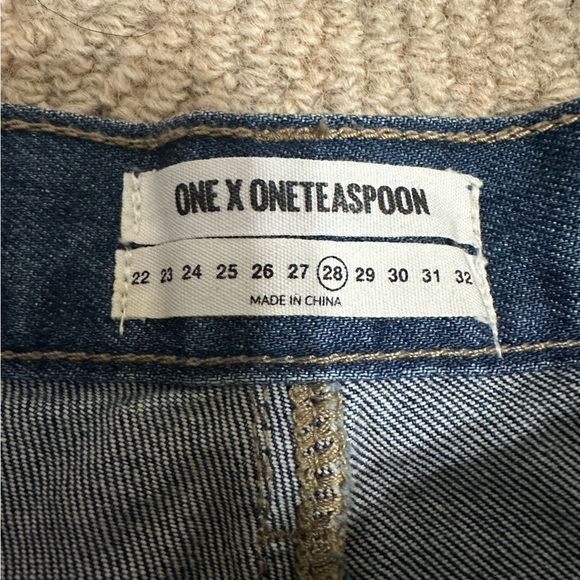 ONE X ONETEASPOON
22 23 24 25 26 27 28 29 30 31 32
MADE IN CHINA